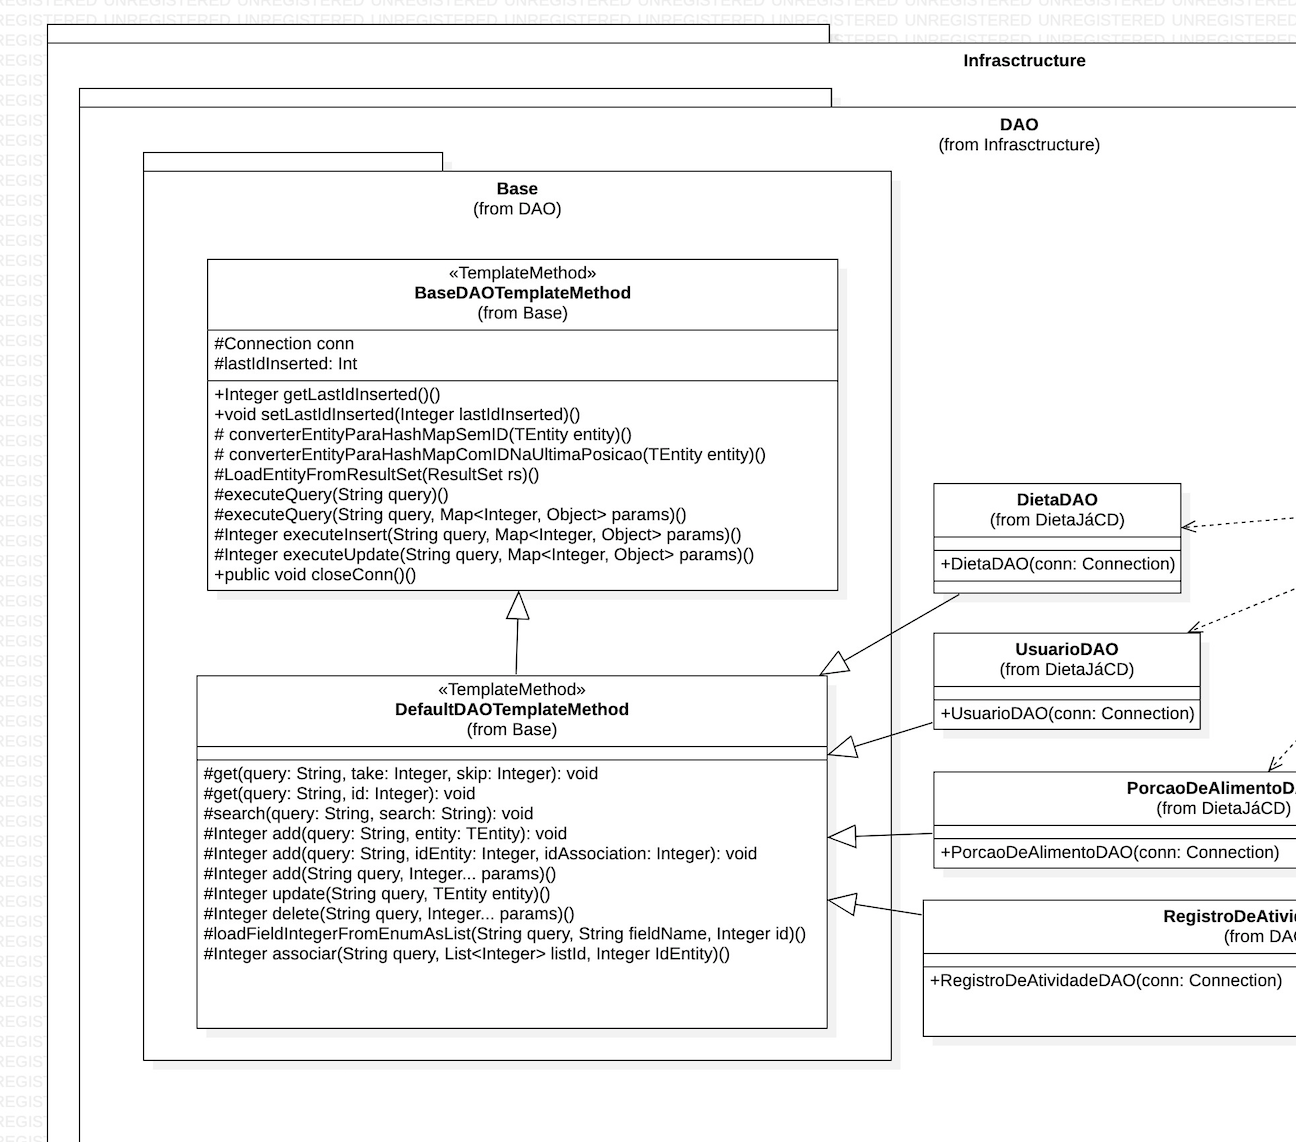 UNREGISTERED UNREGISTERED UNREGISTERED UNREGISTERED UNREGISTERED UNREGISTERED UNREGISTERED UNREGISTERED UNREGISTERED
Infrasctructure
DAO
(from Infrasctructure)
Base
(from DAO)
«TemplateMethod»
BaseDAOTemplateMethod
(from Base)
#Connection conn
#lastIdInserted: Int
+Integer getLastIdInserted()()
+void setLastIdInserted(Integer lastIdInserted)()
# converterEntityParaHashMapSemID(TEntity entity)()
# converterEntityParaHashMapComIDNaUltimaPosicao(TEntity entity)()
#LoadEntityFromResultSet(ResultSet rs)()
#executeQuery(String query)()
#executeQuery(String query, Map<Integer, Object> params)()
#Integer executeInsert(String query, Map<Integer, Object> params)()
#Integer executeUpdate(String query, Map<Integer, Object> params)()
+public void closeConn()()
«TemplateMethod»
DefaultDAOTemplateMethod
(from Base)
#get(query: String, take: Integer, skip: Integer): void
#get(query: String, id: Integer): void
#search(query: String, search: String): void
#Integer add(query: String, entity: TEntity): void
#Integer add(query: String, idEntity: Integer, idAssociation: Integer): void
#Integer add(String query, Integer... params)()
#Integer update(String query, TEntity entity)()
#Integer delete(String query, Integer... params)()
#loadFieldIntegerFromEnumAsList(String query, String fieldName, Integer id)()
#Integer associar(String query, List<Integer> listId, Integer IdEntity)()
DietaDAO
(from DietaJáCD)
+DietaDAO(conn: Connection)
UsuarioDAO
(from DietaJáCD)
+UsuarioDAO(conn: Connection)
PorcaoDeAlimentoD
(from DietaJáCD)
+PorcaoDeAlimentoDAO(conn: Connection)
RegistroDeAtivi
(from DAO
+RegistroDeAtividadeDAO(conn: Connection)